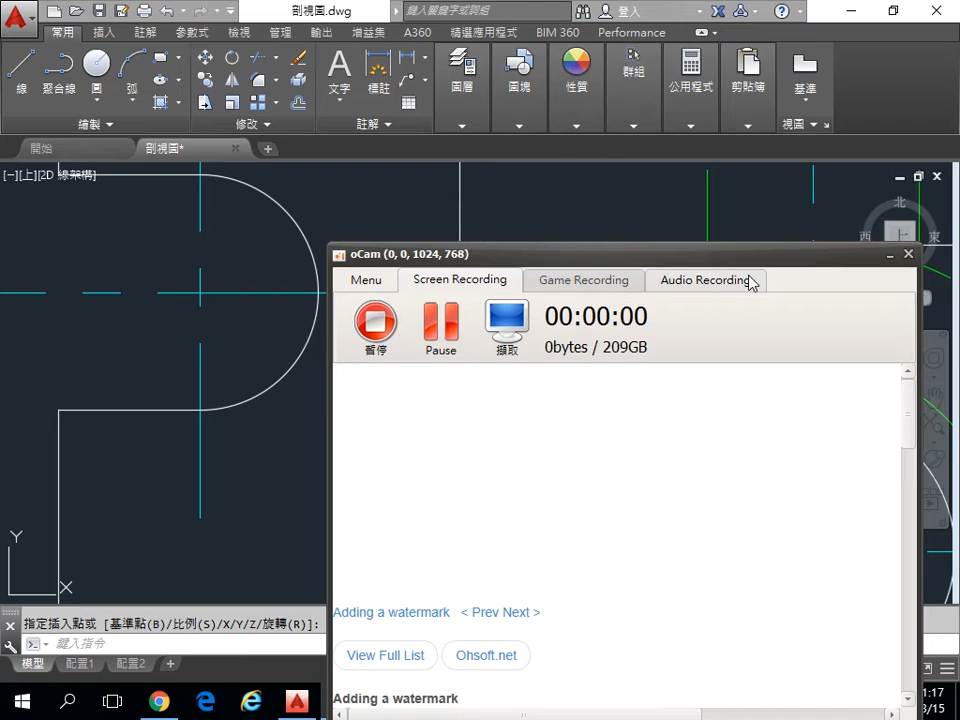 剖視圖.dwg
鍵入關鍵字或詞組
登入
常用 插入 註解 參數式 檢視 管理 輸出 增益集 A360 精選應用程式 BIM 360 Performance
線 聚合線 圓 弧 文字 標註 圖層 圖塊 性質 群組 公用程式 剪貼簿 基準
繪製 修改 註解 視圖
開始 剖視圖*
[−][上][2D 線架構]
北
西 上 東
oCam (0, 0, 1024, 768)
Menu Screen Recording Game Recording Audio Recording
00:00:00
0bytes / 209GB
暫停 Pause 擷取
Adding a watermark < Prev Next >
View Full List Ohsoft.net
Adding a watermark
Y
X
指定插入點或 [基準點(B)/比例(S)/X/Y/Z/旋轉(R)]:
鍵入指令
模型 配置1 配置2